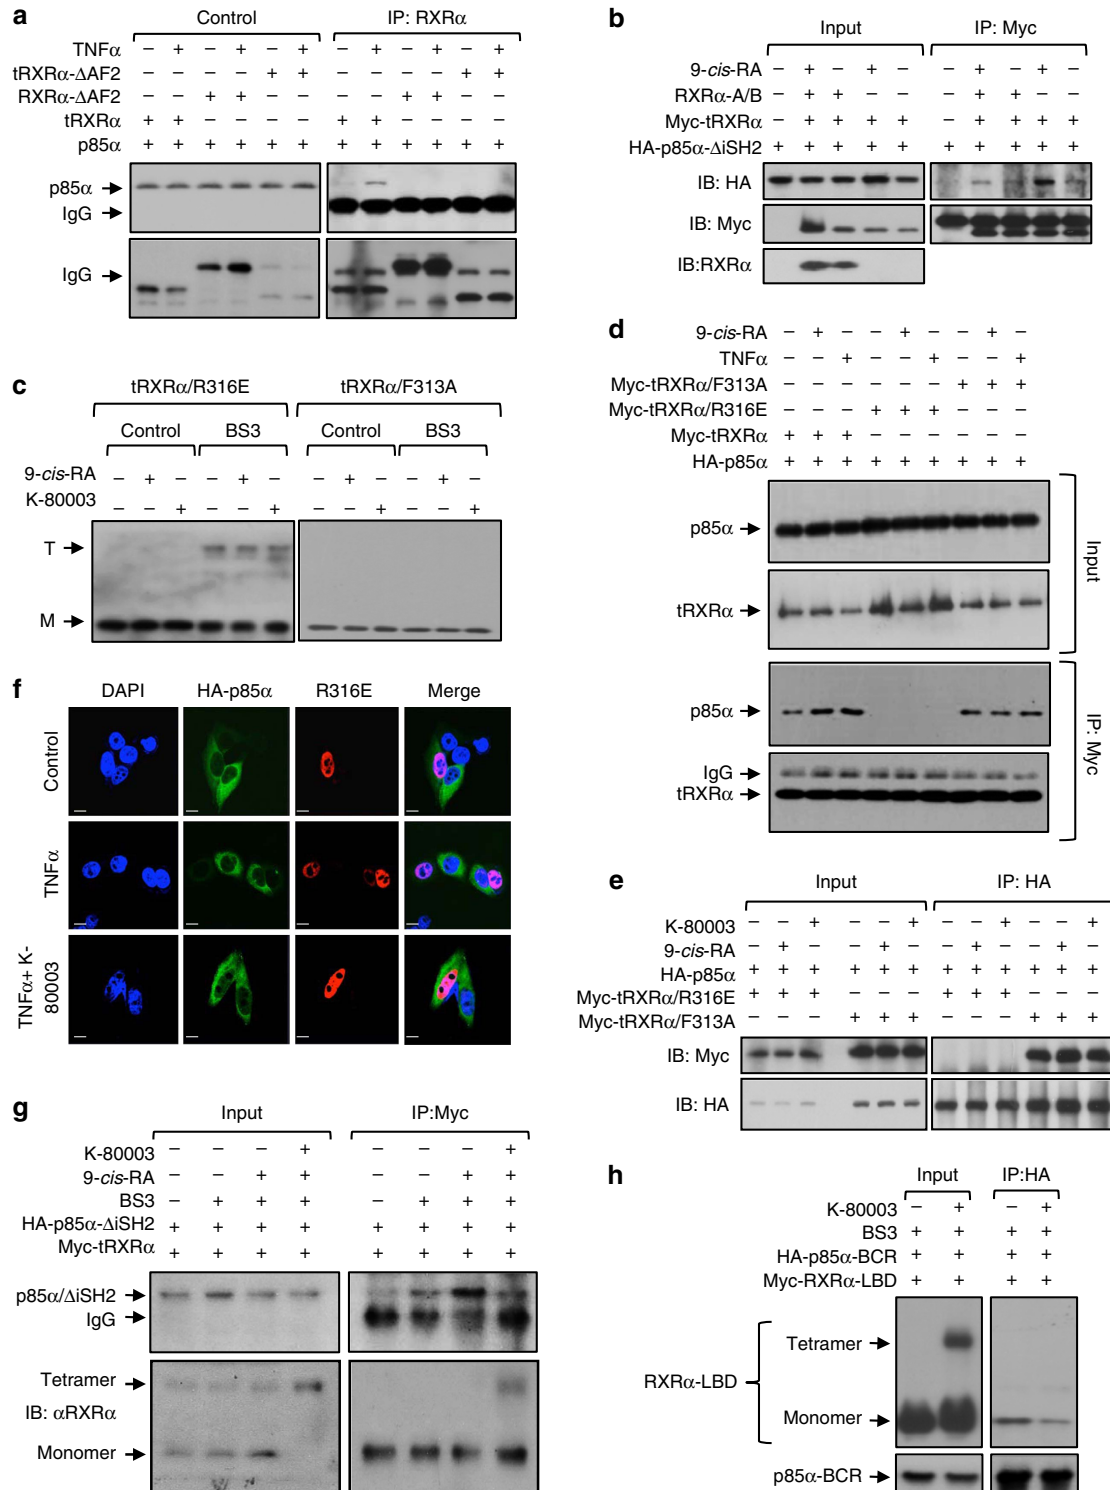 a
Control
IP: RXRα
TNFα – + – + – + – + – + – +
tRXRα-ΔAF2 – – – – + + – – – – + +
RXRα-ΔAF2 – – + + – – – – + + – –
tRXRα + + – – – – + + – – – –
p85α + + + + + + + + + + + +
p85α
IgG
IgG
b
Input
IP: Myc
9-cis-RA – + – + – – + – + –
RXRα-A/B – + + – – – + + – –
Myc-tRXRα – + + + + – + + + +
HA-p85α-ΔiSH2 + + + + + + + + + +
IB: HA
IB: Myc
IB:RXRα
c
tRXRα/R316E
tRXRα/F313A
Control
BS3
Control
BS3
9-cis-RA – + – – + – – + – – + –
K-80003 – – + – – + – – + – – +
T
M
d
9-cis-RA – + – – + – – + –
TNFα – – + – – + – – +
Myc-tRXRα/F313A – – – – – – + + +
Myc-tRXRα/R316E – – – + + + – – –
Myc-tRXRα + + + – – – – – –
HA-p85α + + + + + + + + +
p85α
tRXRα
Input
p85α
IgG
tRXRα
IP: Myc
f
DAPI
HA-p85α
R316E
Merge
Control
TNFα
TNFα+ K-
80003
e
Input
IP: HA
K-80003 – – + – – + – – + – – +
9-cis-RA – + – – + – – + – – + –
HA-p85α + + + + + + + + + + + +
Myc-tRXRα/R316E + + + – – – + + + – – –
Myc-tRXRα/F313A – – – + + + – – – + + +
IB: Myc
IB: HA
g
Input
IP:Myc
K-80003 – – – + – – – +
9-cis-RA – – + + – – + +
BS3 – + + + – + + +
HA-p85α-ΔiSH2 + + + + + + + +
Myc-tRXRα + + + + + + + +
p85α/ΔiSH2
IgG
Tetramer
IB: αRXRα
Monomer
h
Input
IP:HA
K-80003 – + – +
BS3 + + + +
HA-p85α-BCR + + + +
Myc-RXRα-LBD + + + +
Tetramer
RXRα-LBD
Monomer
p85α-BCR